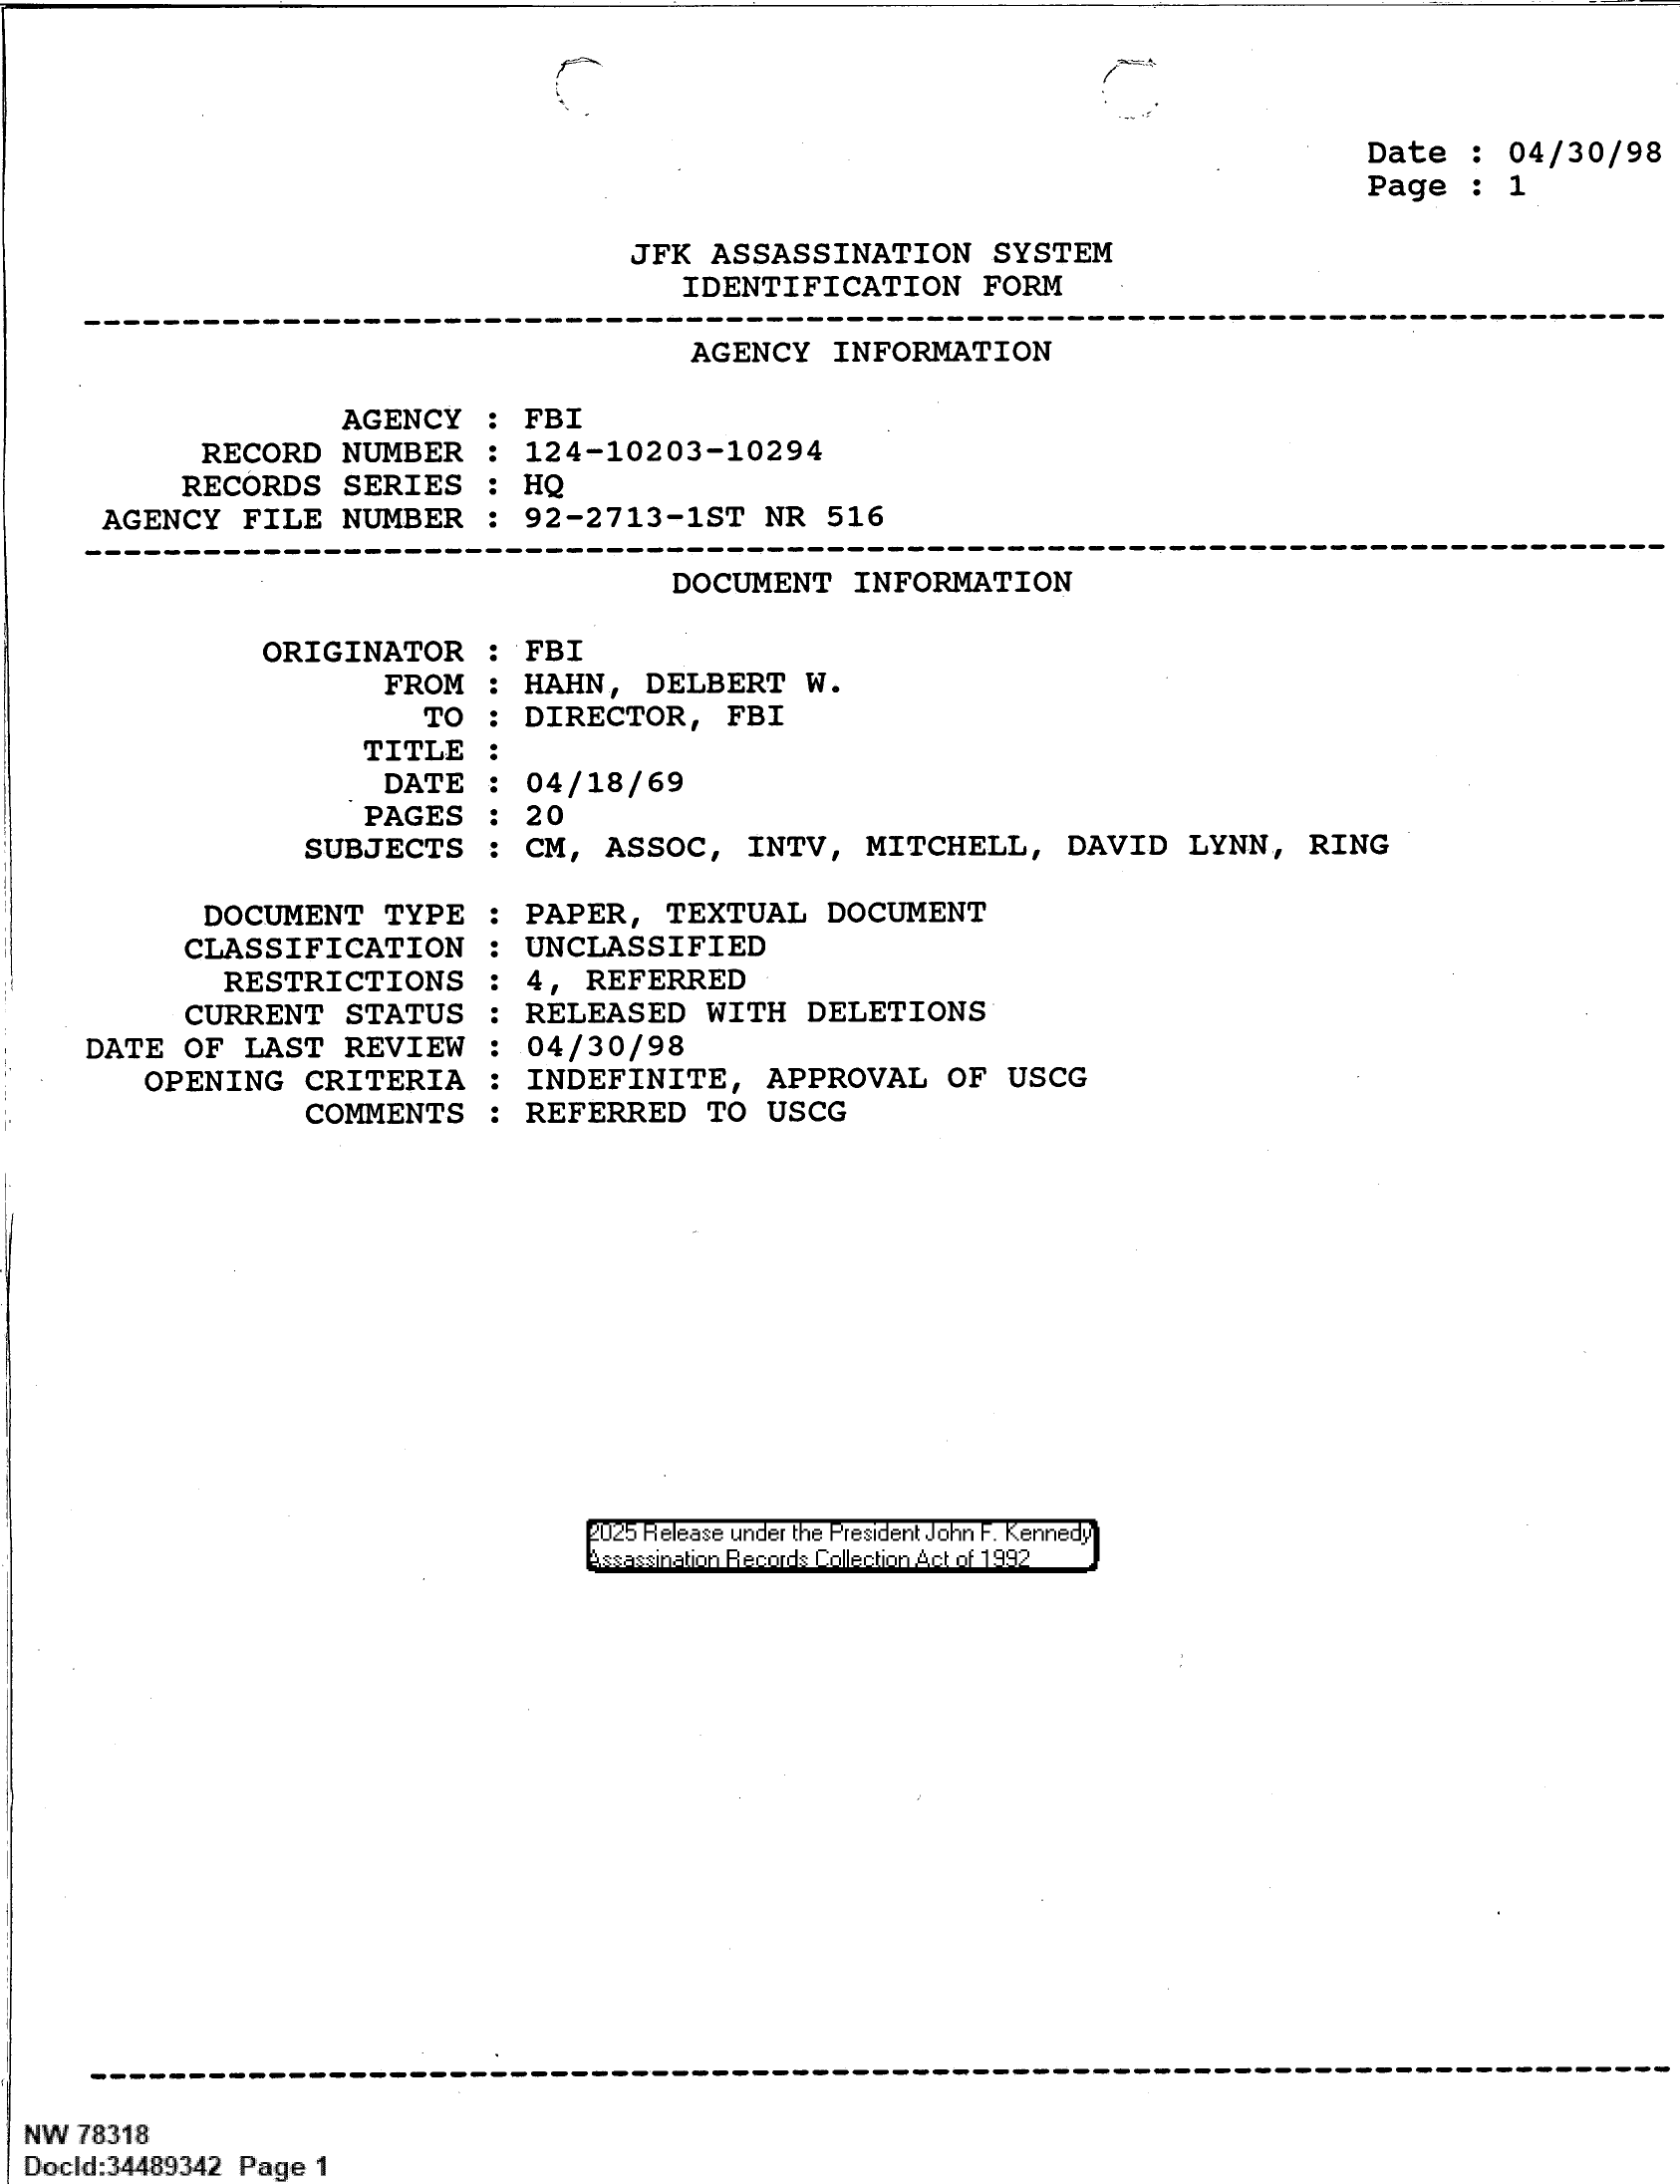 Date : 04/30/98
Page : 1
JFK ASSASSINATION SYSTEM
IDENTIFICATION FORM
--------------------------------------------------------------------------------
AGENCY INFORMATION
AGENCY : FBI
RECORD NUMBER : 124-10203-10294
RECORDS SERIES : HQ
AGENCY FILE NUMBER : 92-2713-1ST NR 516
--------------------------------------------------------------------------------
DOCUMENT INFORMATION
ORIGINATOR : FBI
FROM : HAHN, DELBERT W.
TO : DIRECTOR, FBI
TITLE :
DATE : 04/18/69
PAGES : 20
SUBJECTS : CM, ASSOC, INTV, MITCHELL, DAVID LYNN, RING
DOCUMENT TYPE : PAPER, TEXTUAL DOCUMENT
CLASSIFICATION : UNCLASSIFIED
RESTRICTIONS : 4, REFERRED
CURRENT STATUS : RELEASED WITH DELETIONS
DATE OF LAST REVIEW : 04/30/98
OPENING CRITERIA : INDEFINITE, APPROVAL OF USCG
COMMENTS : REFERRED TO USCG
2025 Release under the President John F. Kennedy
Assassination Records Collection Act of 1992
--------------------------------------------------------------------------------
NW 78318
DocId:34489342 Page 1